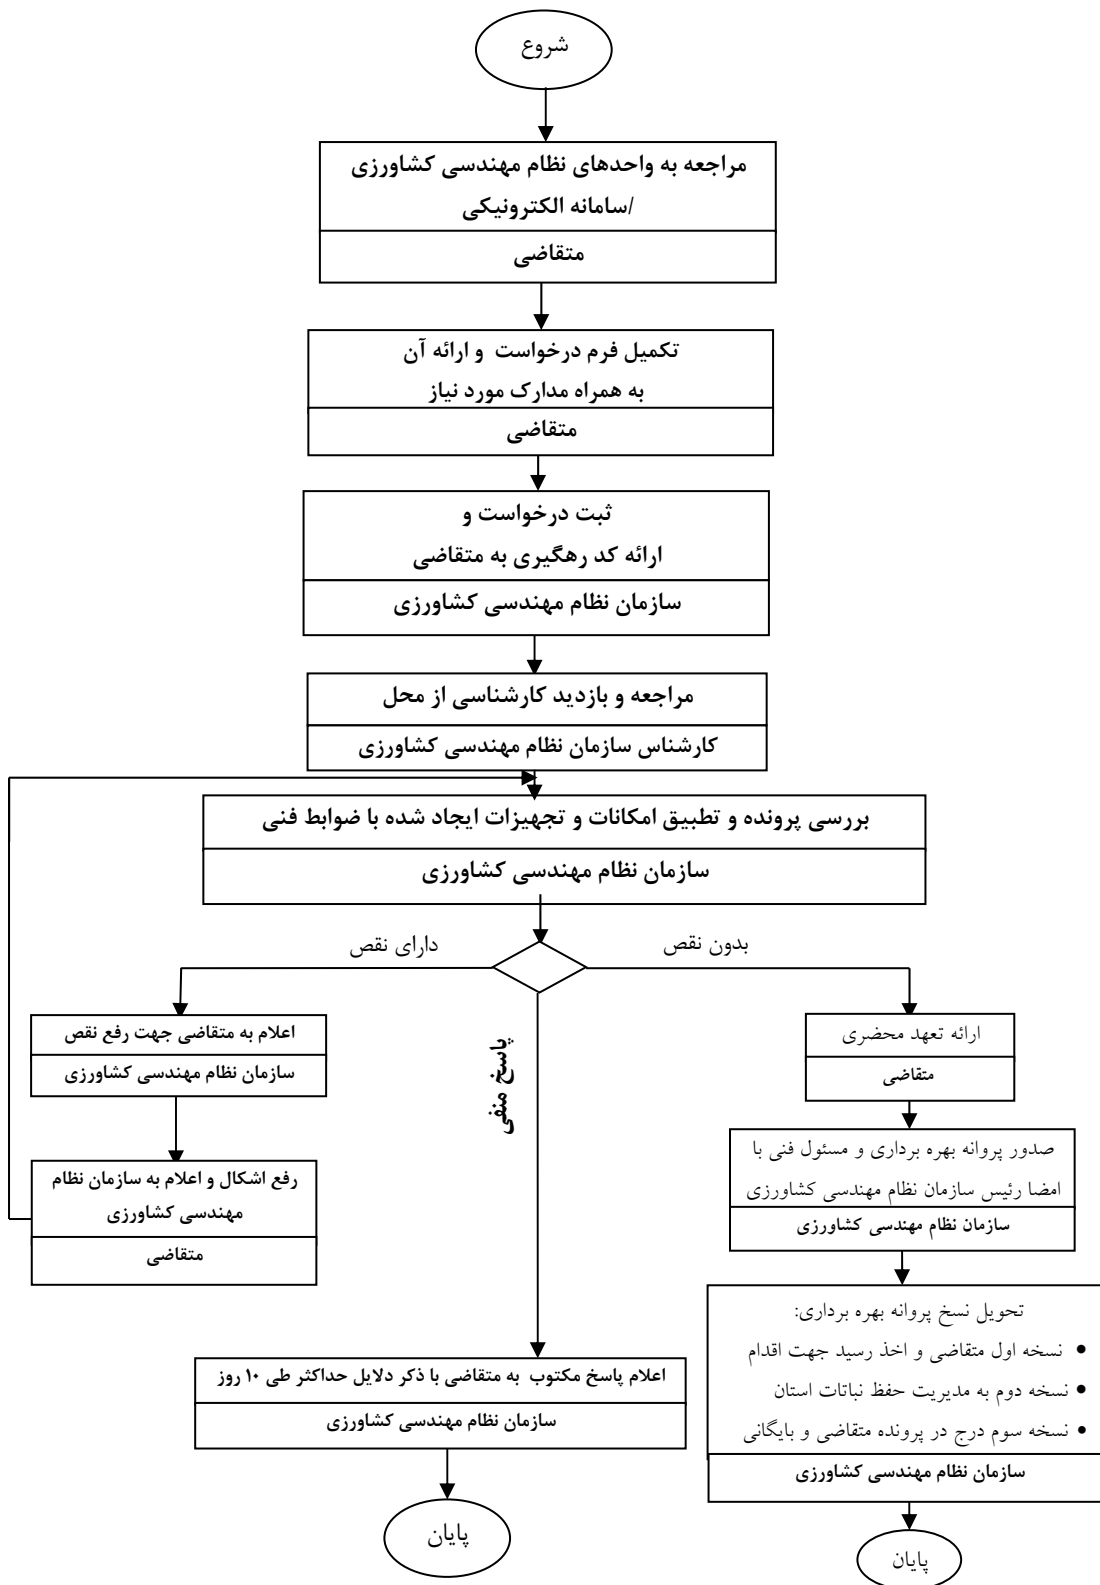 شروع
مراجعه به واحدهای نظام مهندسی کشاورزی
/سامانه الکترونیکی
متقاضی
تکمیل فرم درخواست و ارائه آن
به همراه مدارک مورد نیاز
متقاضی
ثبت درخواست و
ارائه کد رهگیری به متقاضی
سازمان نظام مهندسی کشاورزی
مراجعه و بازدید کارشناسی از محل
کارشناس سازمان نظام مهندسی کشاورزی
بررسی پرونده و تطبیق امکانات و تجهیزات ایجاد شده با ضوابط فنی
سازمان نظام مهندسی کشاورزی
بدون نقص
دارای نقص
پاسخ منفی
ارائه تعهد محضری
متقاضی
صدور پروانه بهره برداری و مسئول فنی با
امضا رئیس سازمان نظام مهندسی کشاورزی
سازمان نظام مهندسی کشاورزی
تحویل نسخ پروانه بهره برداری:
• نسخه اول متقاضی و اخذ رسید جهت اقدام
• نسخه دوم به مدیریت حفظ نباتات استان
• نسخه سوم درج در پرونده متقاضی و بایگانی
سازمان نظام مهندسی کشاورزی
پایان
اعلام به متقاضی جهت رفع نقص
سازمان نظام مهندسی کشاورزی
رفع اشکال و اعلام به سازمان نظام
مهندسی کشاورزی
متقاضی
اعلام پاسخ مکتوب به متقاضی با ذکر دلایل حداکثر طی ۱۰ روز
سازمان نظام مهندسی کشاورزی
پایان